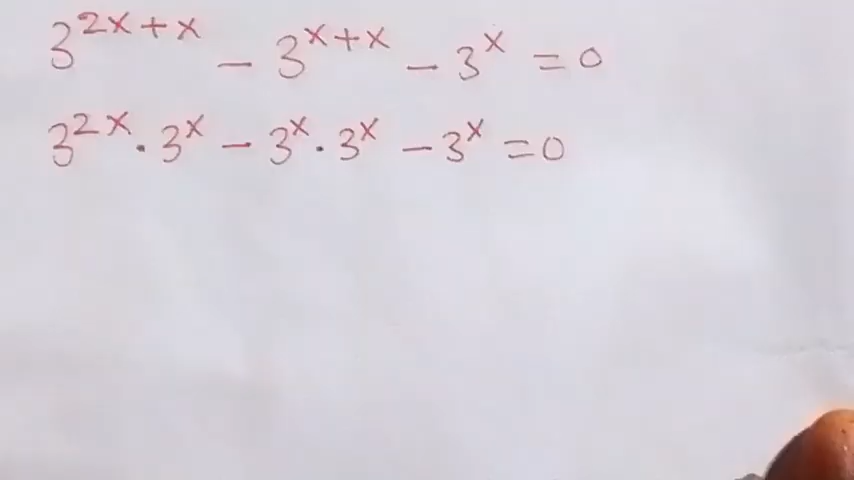 3^{2x+x} - 3^{x+x} - 3^x = 0
3^{2x} · 3^x - 3^x · 3^x - 3^x = 0